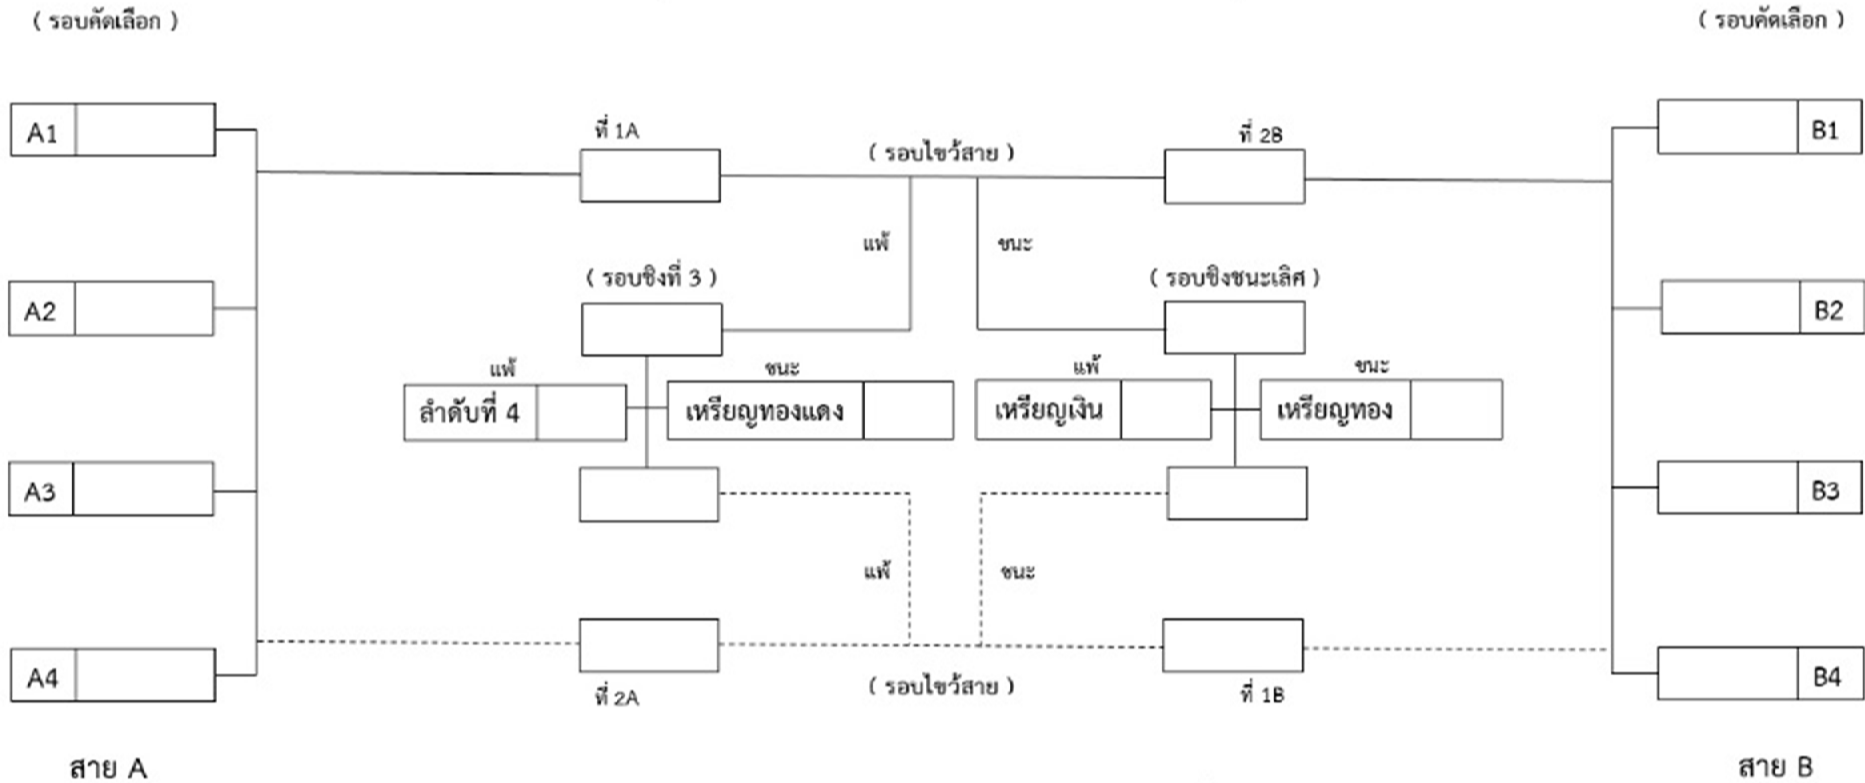 ( รอบคัดเลือก )
( รอบคัดเลือก )
A1
ที่ 1A
( รอบไขว้สาย )
ที่ 2B
B1
แพ้
ชนะ
A2
( รอบชิงที่ 3 )
( รอบชิงชนะเลิศ )
B2
แพ้
ชนะ
แพ้
ชนะ
ลำดับที่ 4
เหรียญทองแดง
เหรียญเงิน
เหรียญทอง
A3
B3
แพ้
ชนะ
A4
ที่ 2A
( รอบไขว้สาย )
ที่ 1B
B4
สาย A
สาย B